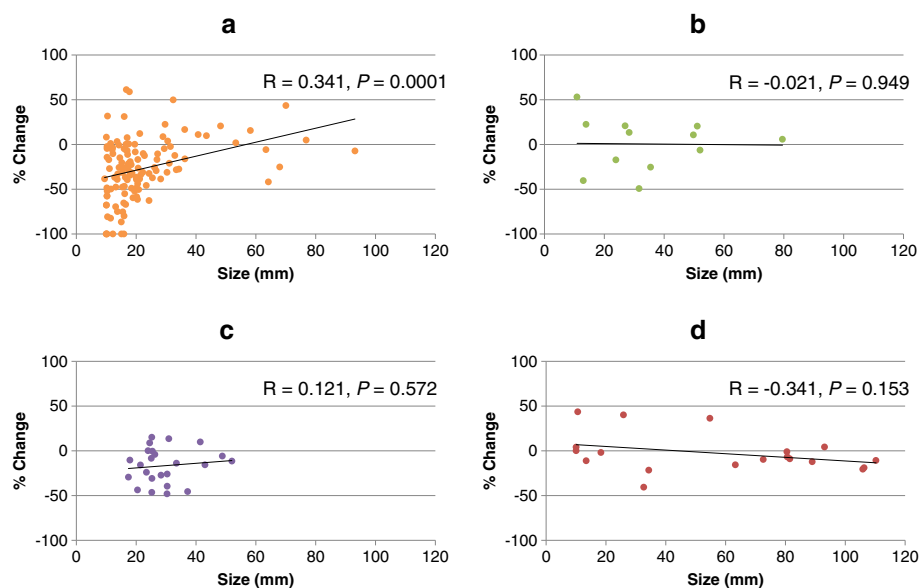 a
100
50
0
-50
-100
% Change
R = 0.341, P = 0.0001
0 20 40 60 80 100 120
Size (mm)
b
100
50
0
-50
-100
% Change
R = -0.021, P = 0.949
0 20 40 60 80 100 120
Size (mm)
c
100
50
0
-50
-100
% Change
R = 0.121, P = 0.572
0 20 40 60 80 100 120
Size (mm)
d
100
50
0
-50
-100
% Change
R = -0.341, P = 0.153
0 20 40 60 80 100 120
Size (mm)